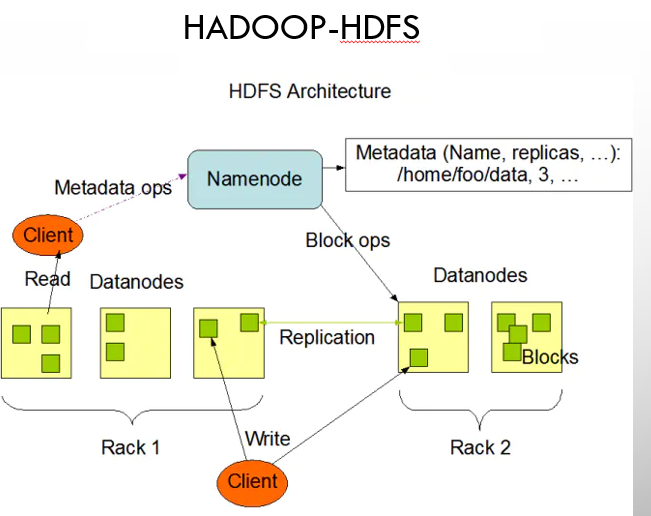 HADOOP-HDFS
HDFS Architecture
Metadata (Name, replicas, …):
/home/foo/data, 3, …
Namenode
Metadata ops
Client
Block ops
Read
Datanodes
Datanodes
Replication
Blocks
Rack 1
Write
Rack 2
Client